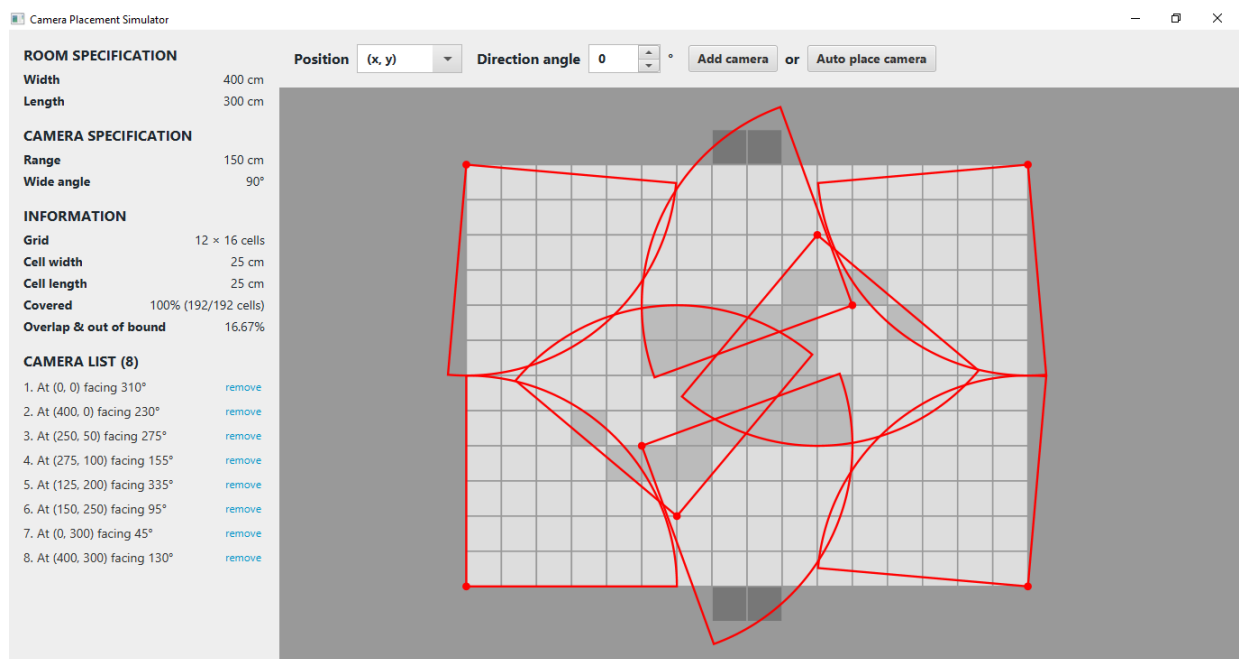 Camera Placement Simulator
ROOM SPECIFICATION
Width 400 cm
Length 300 cm
CAMERA SPECIFICATION
Range 150 cm
Wide angle 90°
INFORMATION
Grid 12 × 16 cells
Cell width 25 cm
Cell length 25 cm
Covered 100% (192/192 cells)
Overlap & out of bound 16.67%
CAMERA LIST (8)
1. At (0, 0) facing 310° remove
2. At (400, 0) facing 230° remove
3. At (250, 50) facing 275° remove
4. At (275, 100) facing 155° remove
5. At (125, 200) facing 335° remove
6. At (150, 250) facing 95° remove
7. At (0, 300) facing 45° remove
8. At (400, 300) facing 130° remove
Position (x, y) Direction angle 0 ° Add camera or Auto place camera